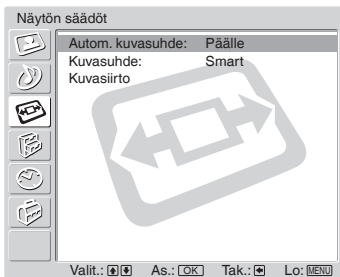 Näytön säädöt
Autom. kuvasuhde: Päälle
Kuvasuhde: Smart
Kuvasiirto
Valit.: As.: OK Tak.: Lo: MENU